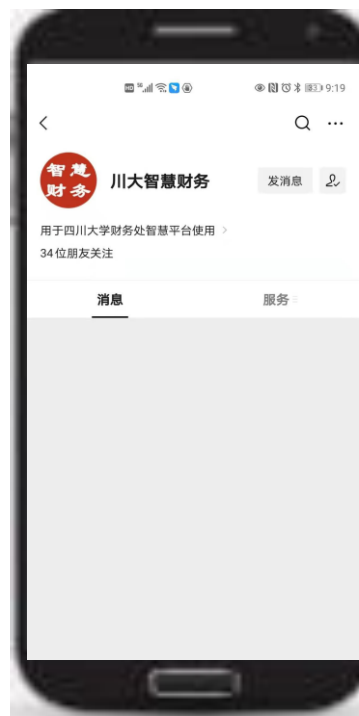 9:19
智慧
财务
川大智慧财务
发消息
用于四川大学财务处智慧平台使用
34位朋友关注
消息
服务